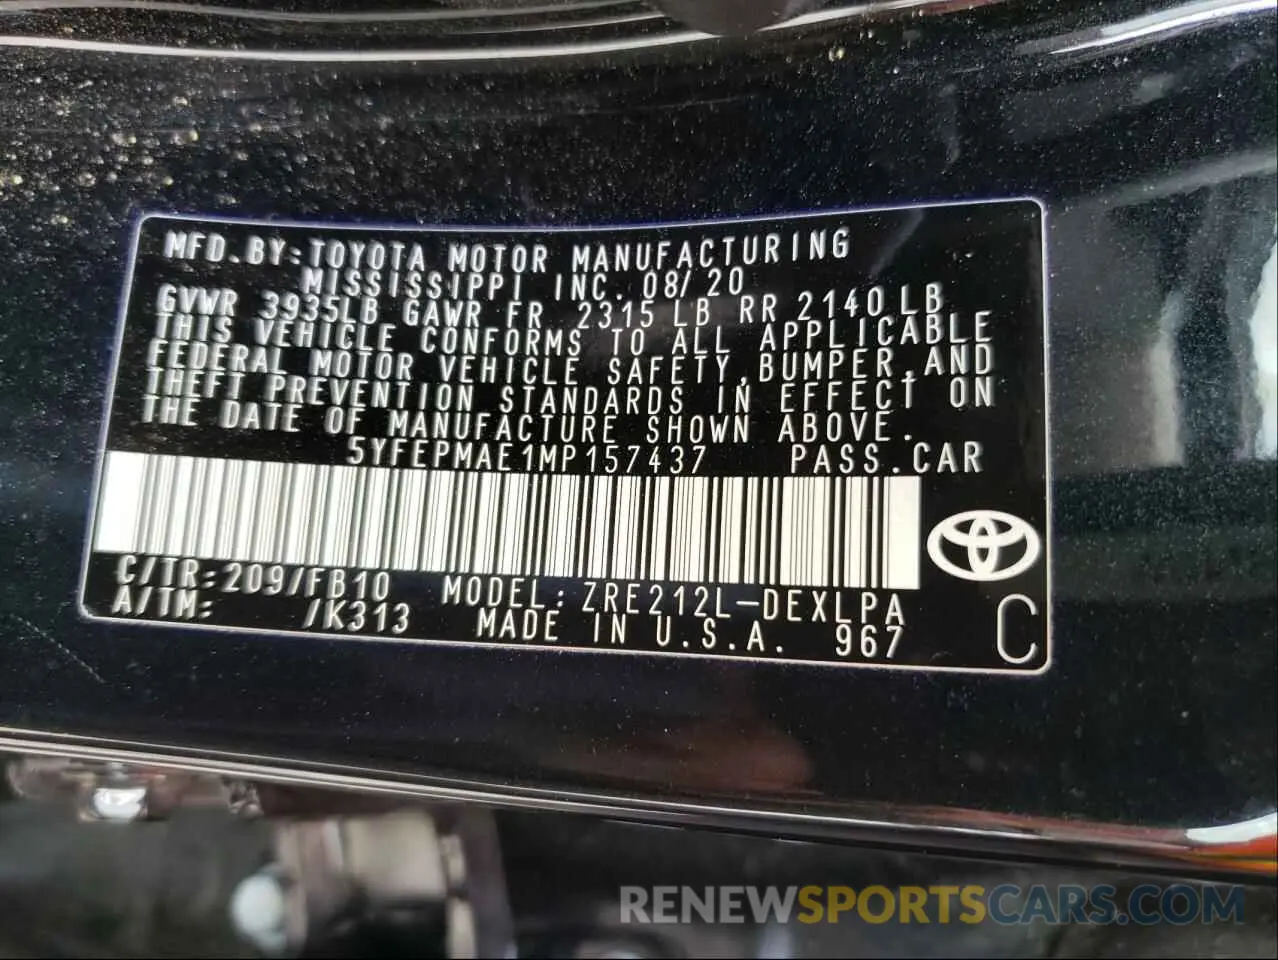 MFD.BY:TOYOTA MOTOR MANUFACTURING
MISSISSIPPI INC. 08/20
GVWR 3935LB GAWR FR 2315 LB RR 2140LB
THIS VEHICLE CONFORMS TO ALL APPLICABLE
FEDERAL MOTOR VEHICLE SAFETY,BUMPER,AND
THEFT PREVENTION STANDARDS IN EFFECT ON
THE DATE OF MANUFACTURE SHOWN ABOVE.
5YFEPMAE1MP157437 PASS.CAR
C/TR:209/FB10 MODEL:ZRE212L-DEXLPA
A/TM: /K313 MADE IN U.S.A. 967 C
RENEWSPORTSCARS.COM